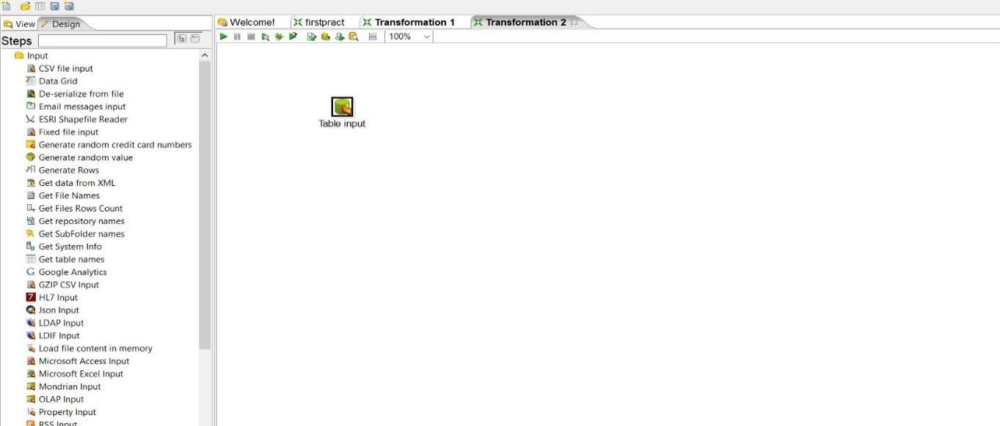 Welcome!
firstpract
Transformation 1
Transformation 2
View
Design
100%
Steps
Input
CSV file input
Data Grid
De-serialize from file
Email messages input
ESRI Shapefile Reader
Fixed file input
Generate random credit card numbers
Generate random value
Generate Rows
Get data from XML
Get File Names
Get Files Rows Count
Get repository names
Get SubFolder names
Get System Info
Get table names
Google Analytics
GZIP CSV Input
HL7 Input
Json Input
LDAP Input
LDIF Input
Load file content in memory
Microsoft Access Input
Microsoft Excel Input
Mondrian Input
OLAP Input
Property Input
RSS Input
Table input